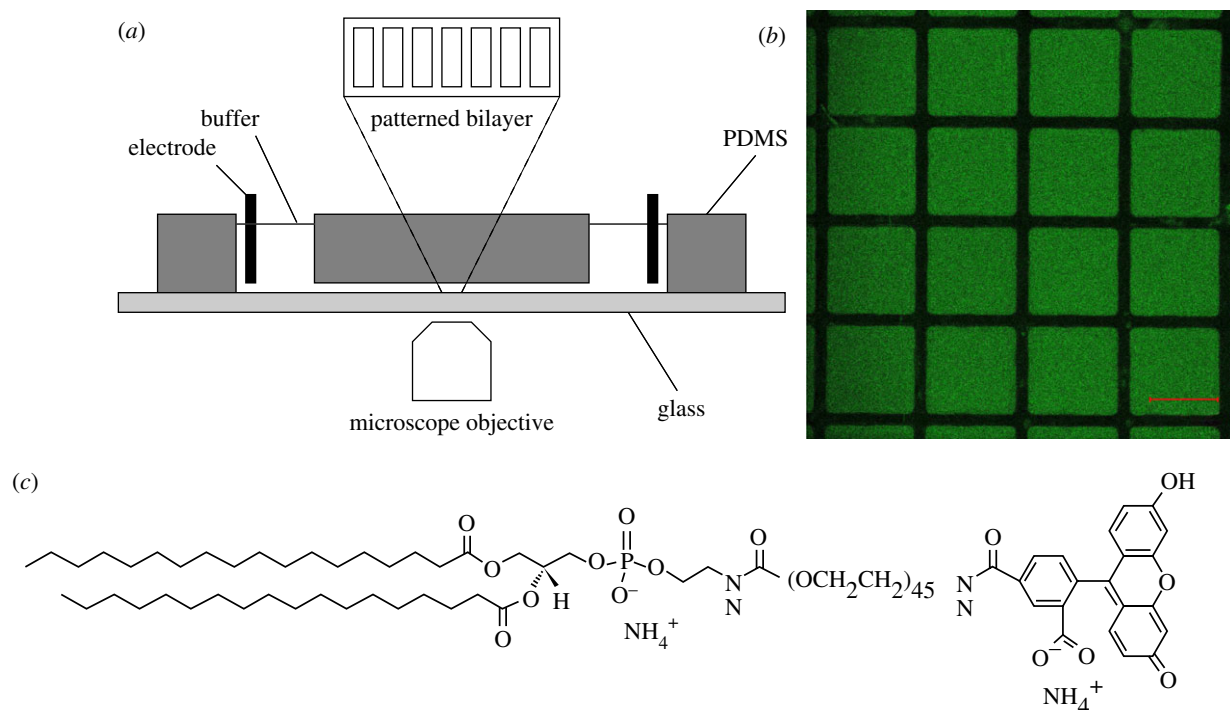 (a)
(b)
patterned bilayer
buffer
electrode
PDMS
microscope objective
glass
(c)
O
O
O
O
O
P
O
O⁻
O
H
N
N
O
(OCH₂CH₂)₄₅
NH₄⁺
O
N
N
OH
O
O
O⁻
O
NH₄⁺